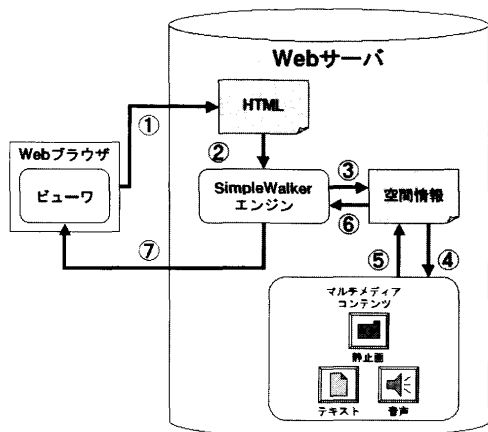 Webサーバ
HTML
①
②
Webブラウザ
ビューワ
SimpleWalker
エンジン
③
空間情報
⑥
⑦
⑤
④
マルチメディア
コンテンツ
静止画
テキスト
音声